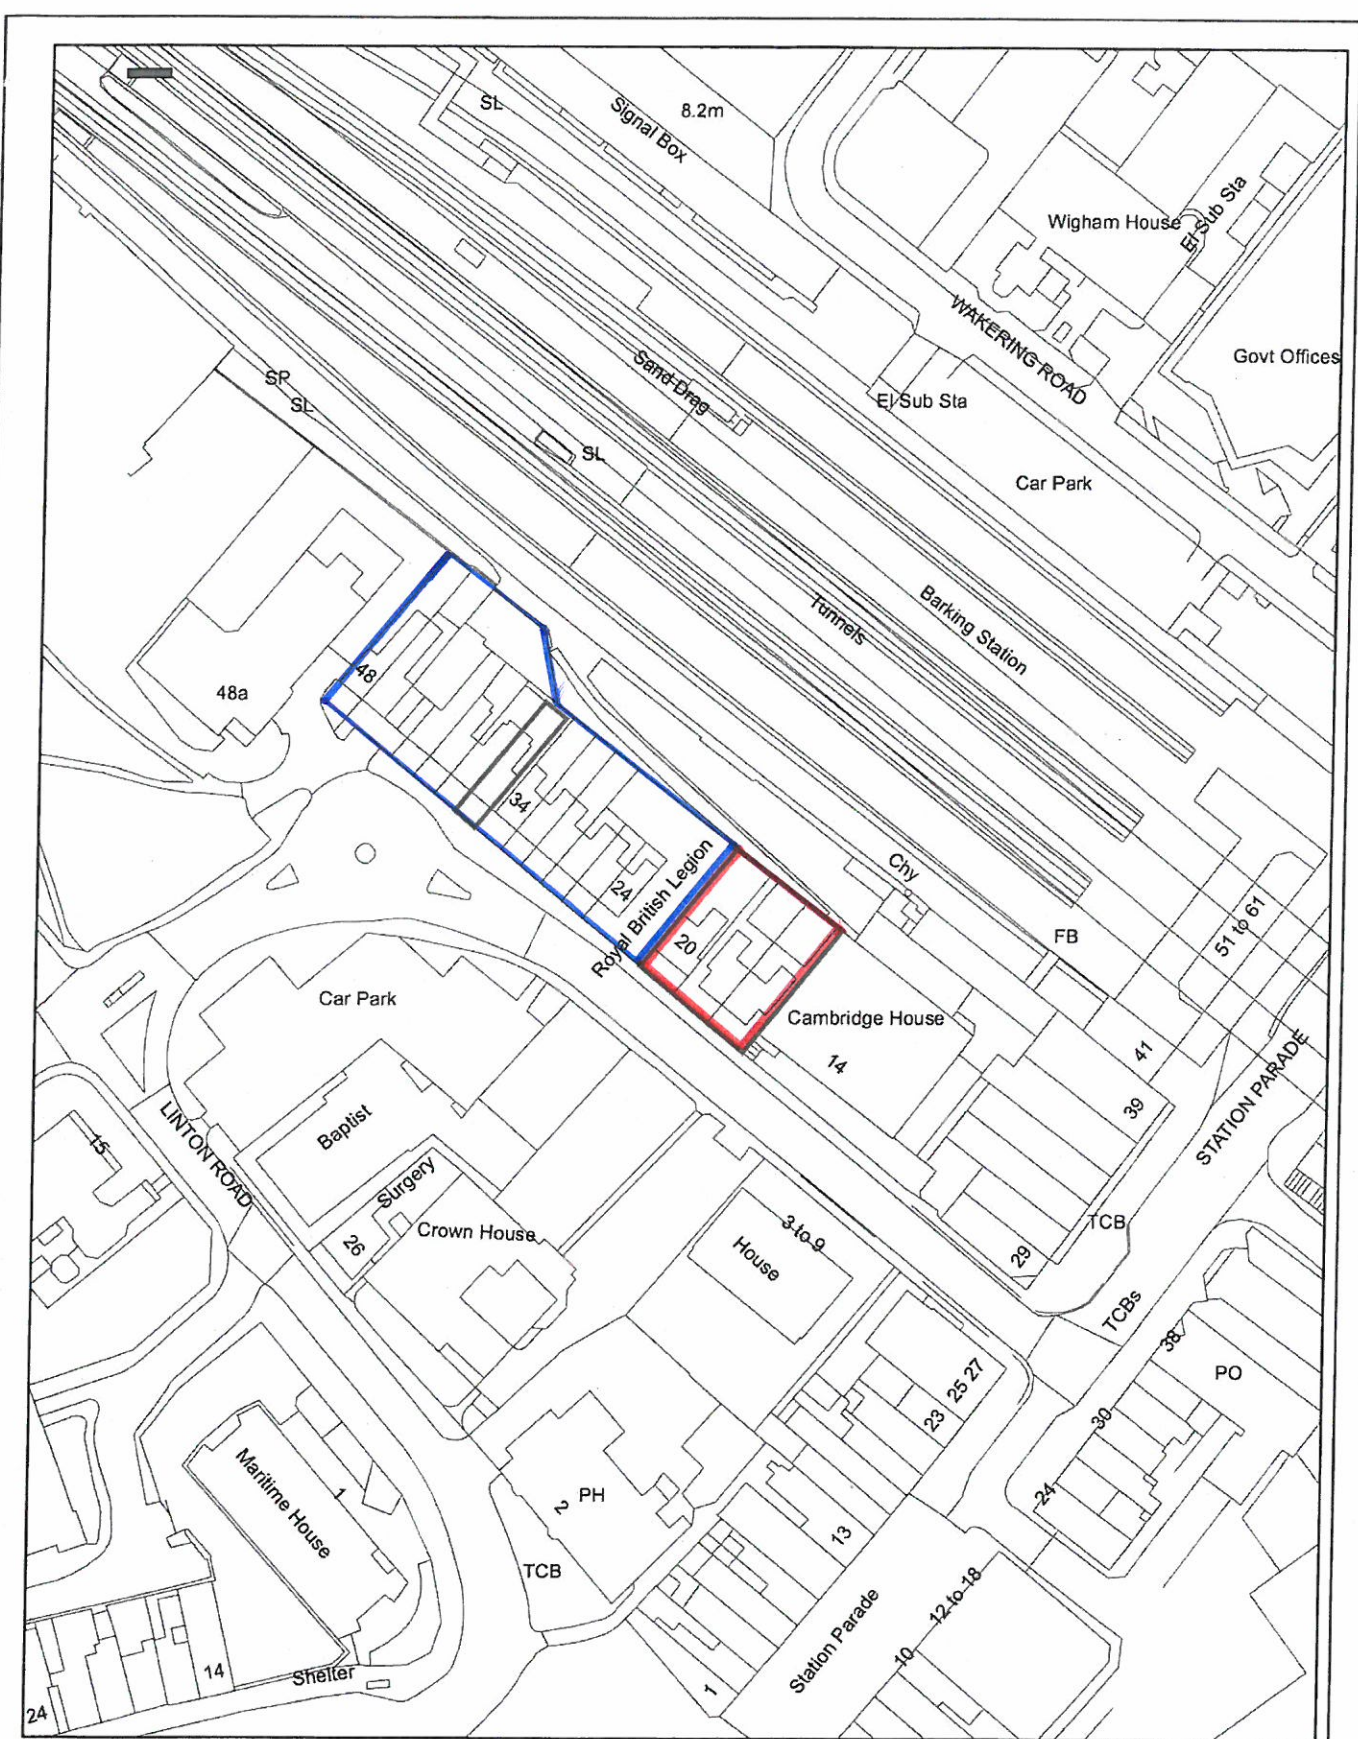 SL
Signal Box
8.2m
Wigham House
El Sub Sta
WAKERING ROAD
Govt Offices
SP
SL
Sand Drag
El Sub Sta
SL
Car Park
Tunnels
Barking Station
48
48a
34
24
Royal British Legion
20
Chy
FB
51 to 61
Car Park
Cambridge House
14
41
39
STATION PARADE
LINTON ROAD
15
Baptist
Surgery
26
Crown House
3 to 9
House
TCB
29
TCBs
38
PO
25 27
23
30
24
Maritime House
1
PH
2
13
TCB
12 to 18
Station Parade
10
14
Shelter
1
24